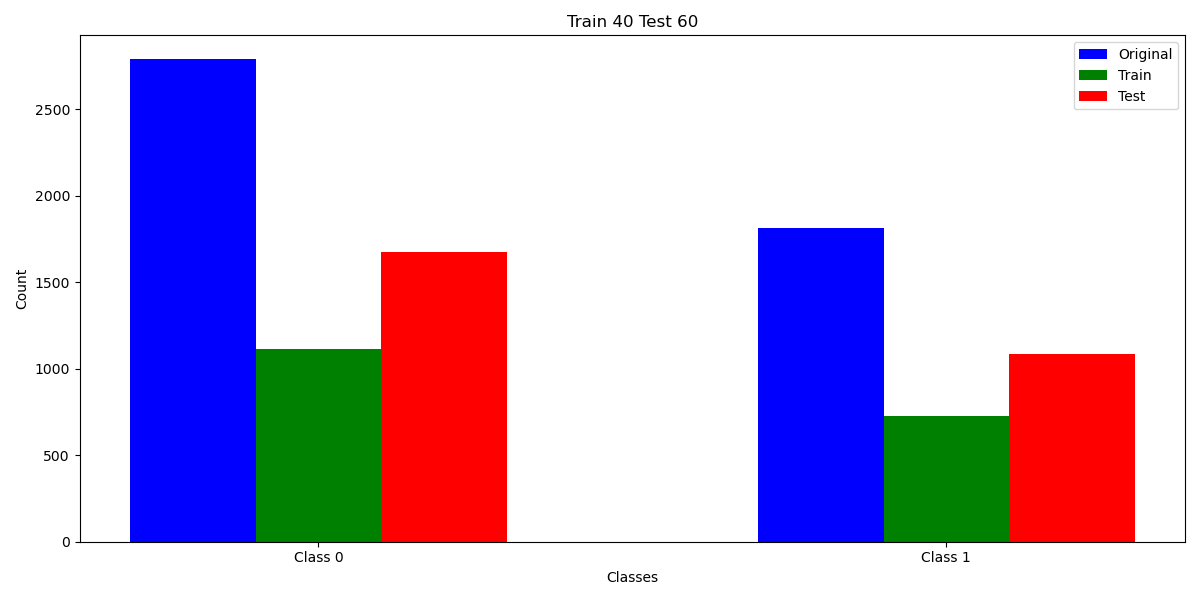 Train 40 Test 60
Original
Train
Test
2500
2000
1500
1000
500
0
Count
Class 0
Class 1
Classes